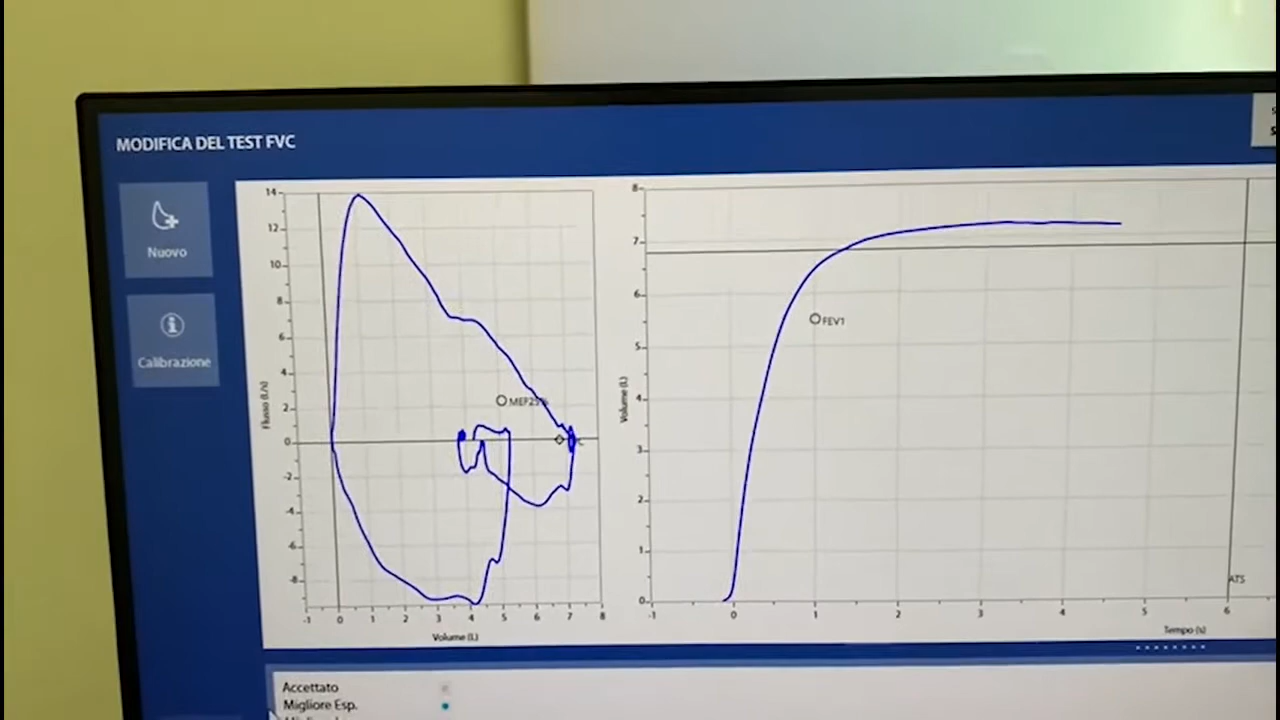 MODIFICA DEL TEST FVC
Nuovo
Calibrazione
14
12
10
8
6
4
2
0
-2
-4
-6
-8
Flusso (L/s)
MEF25%
-1 0 1 2 3 4 5 6 7 8
Volume (L)
8
7
6
5
4
3
2
1
0
Volume (L)
FEV1
ATS
-1 0 1 2 3 4 5 6
Tempo (s)
Accettato
Migliore Esp.